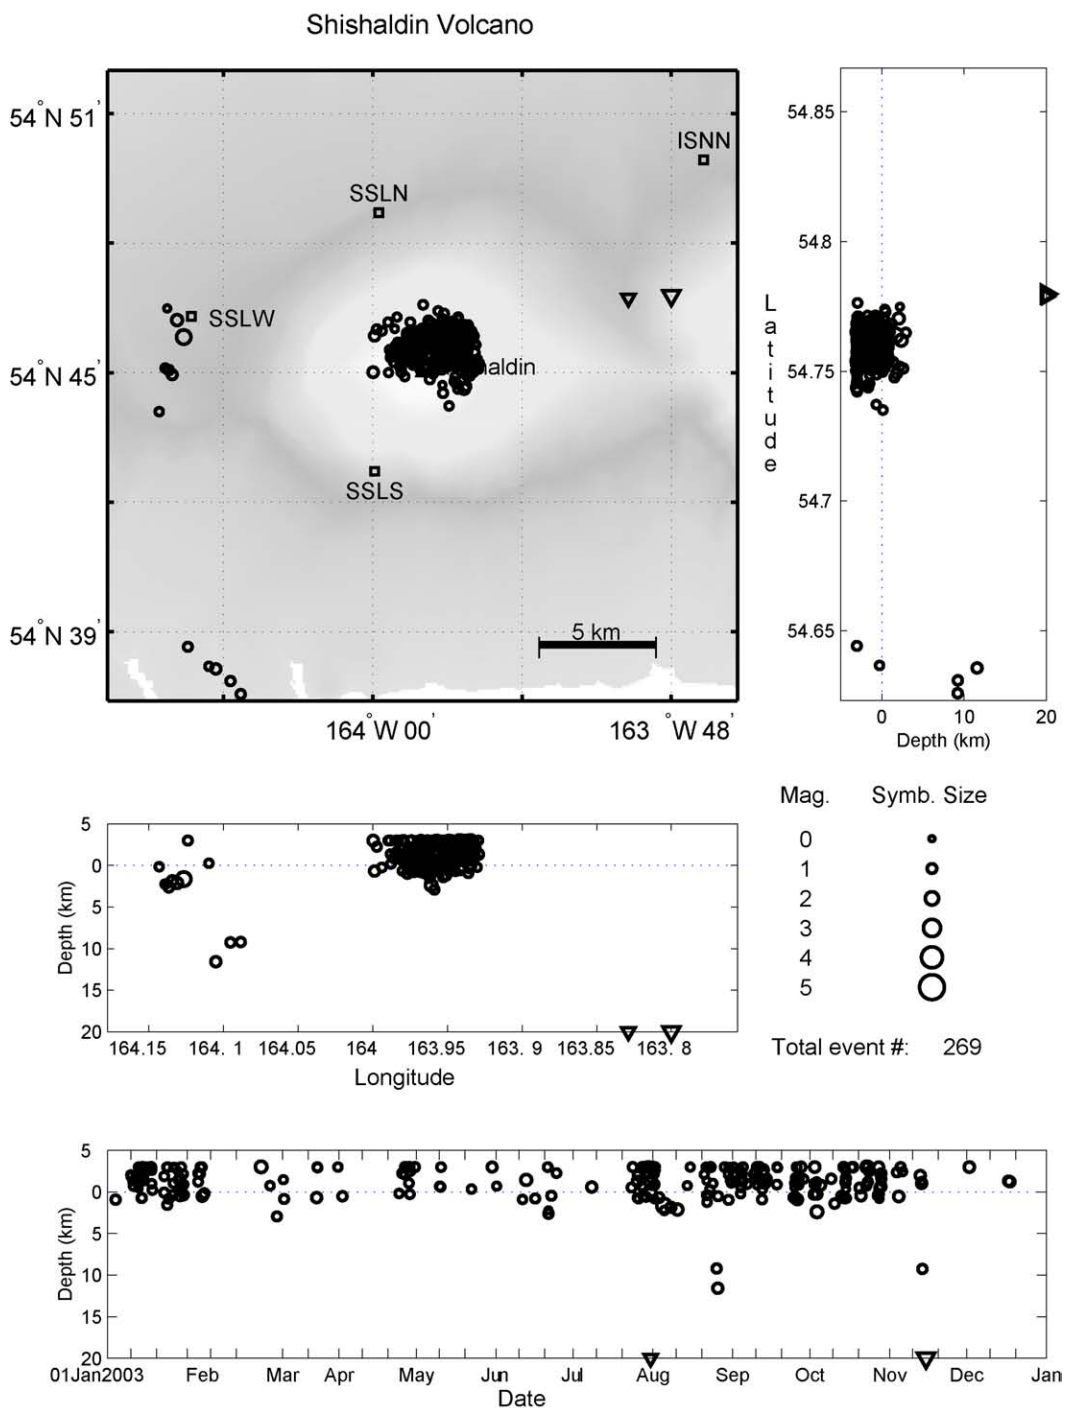 Shishaldin Volcano
54°N 51'
54°N 45'
54°N 39'
ISNN
SSLN
SSLW
haldin
SSLS
5 km
164°W 00'
163°W 48'
54.85
54.8
54.75
54.7
54.65
Latitude
0 10 20
Depth (km)
5
0
5
10
15
20
Depth (km)
164.15 164.1 164.05 164 163.95 163.9 163.85 163.8
Longitude
Mag. Symb. Size
0
1
2
3
4
5
Total event #: 269
5
0
5
10
15
20
Depth (km)
01Jan2003 Feb Mar Apr May Jun Jul Aug Sep Oct Nov Dec Jan
Date